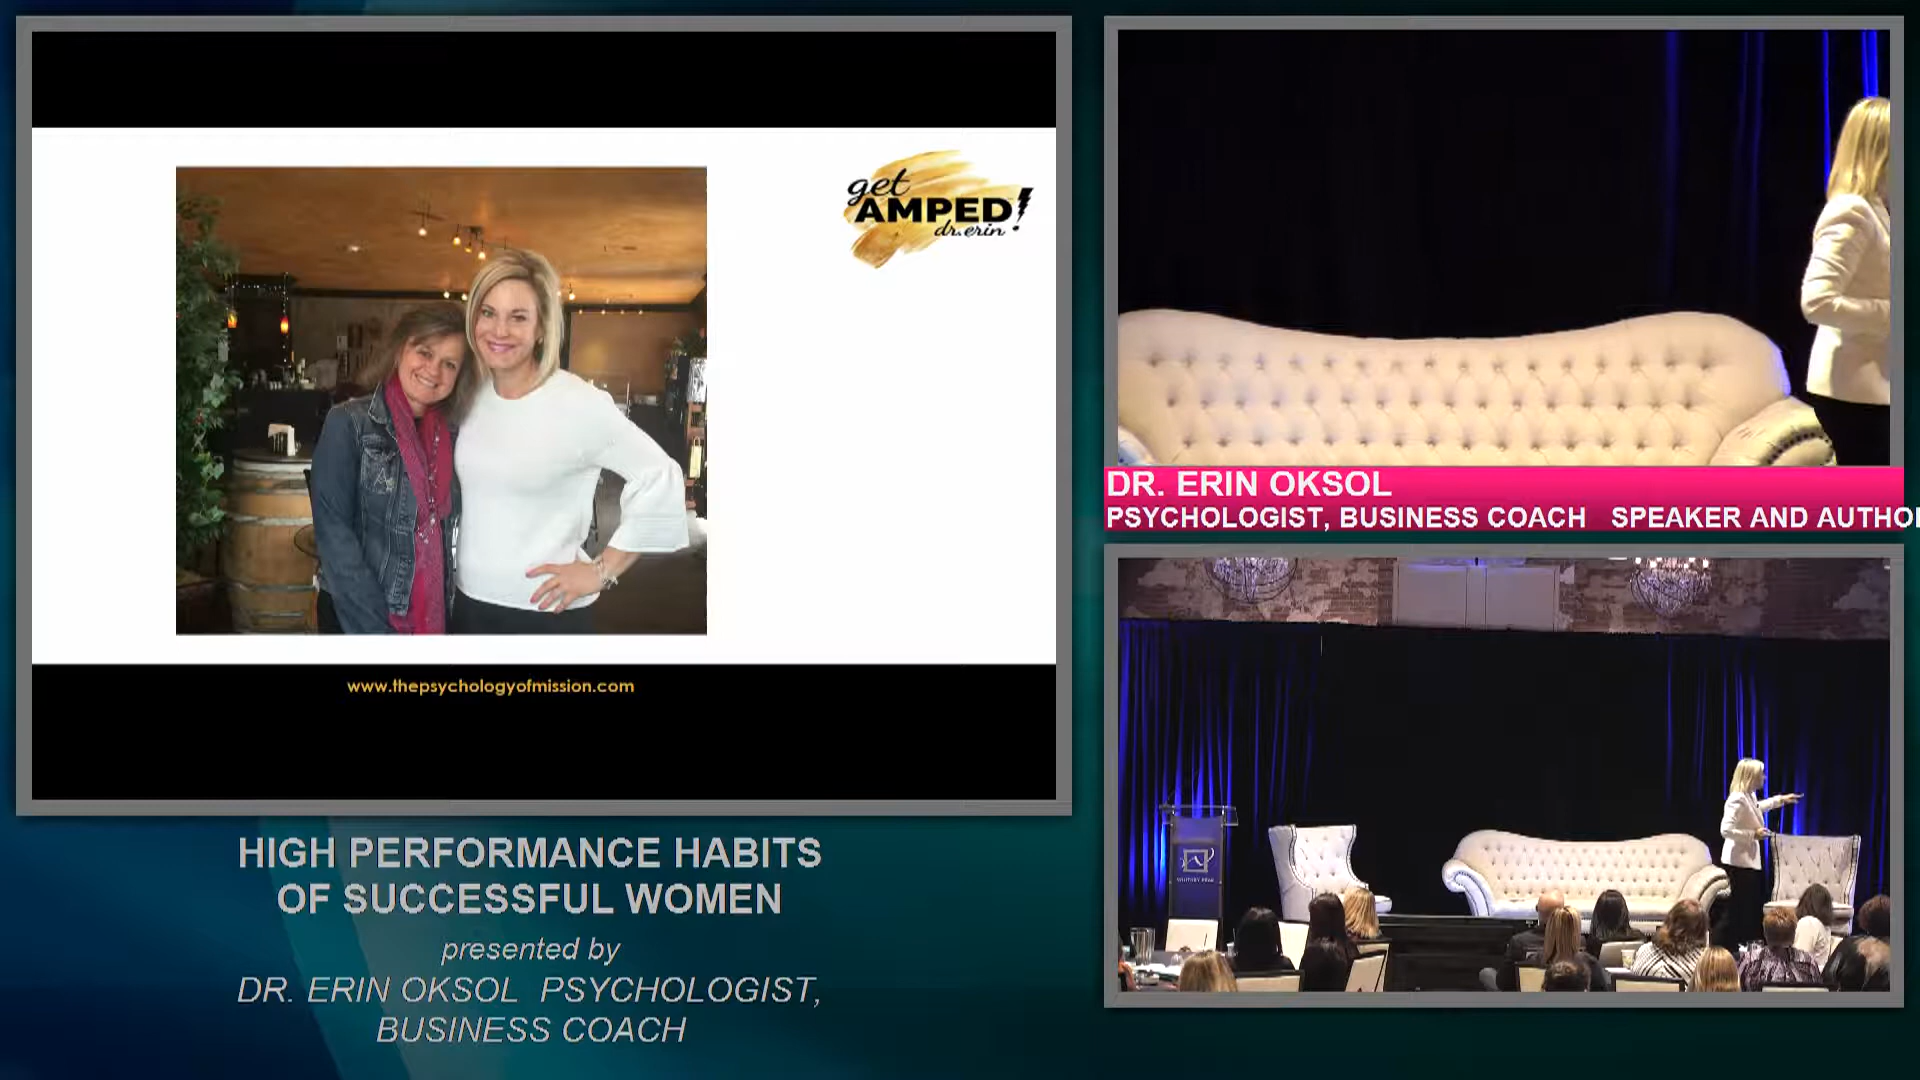 get
AMPED!
dr. erin
www.thepsychologyofmission.com
DR. ERIN OKSOL
PSYCHOLOGIST, BUSINESS COACH SPEAKER AND AUTHO
HIGH PERFORMANCE HABITS
OF SUCCESSFUL WOMEN
presented by
DR. ERIN OKSOL PSYCHOLOGIST,
BUSINESS COACH